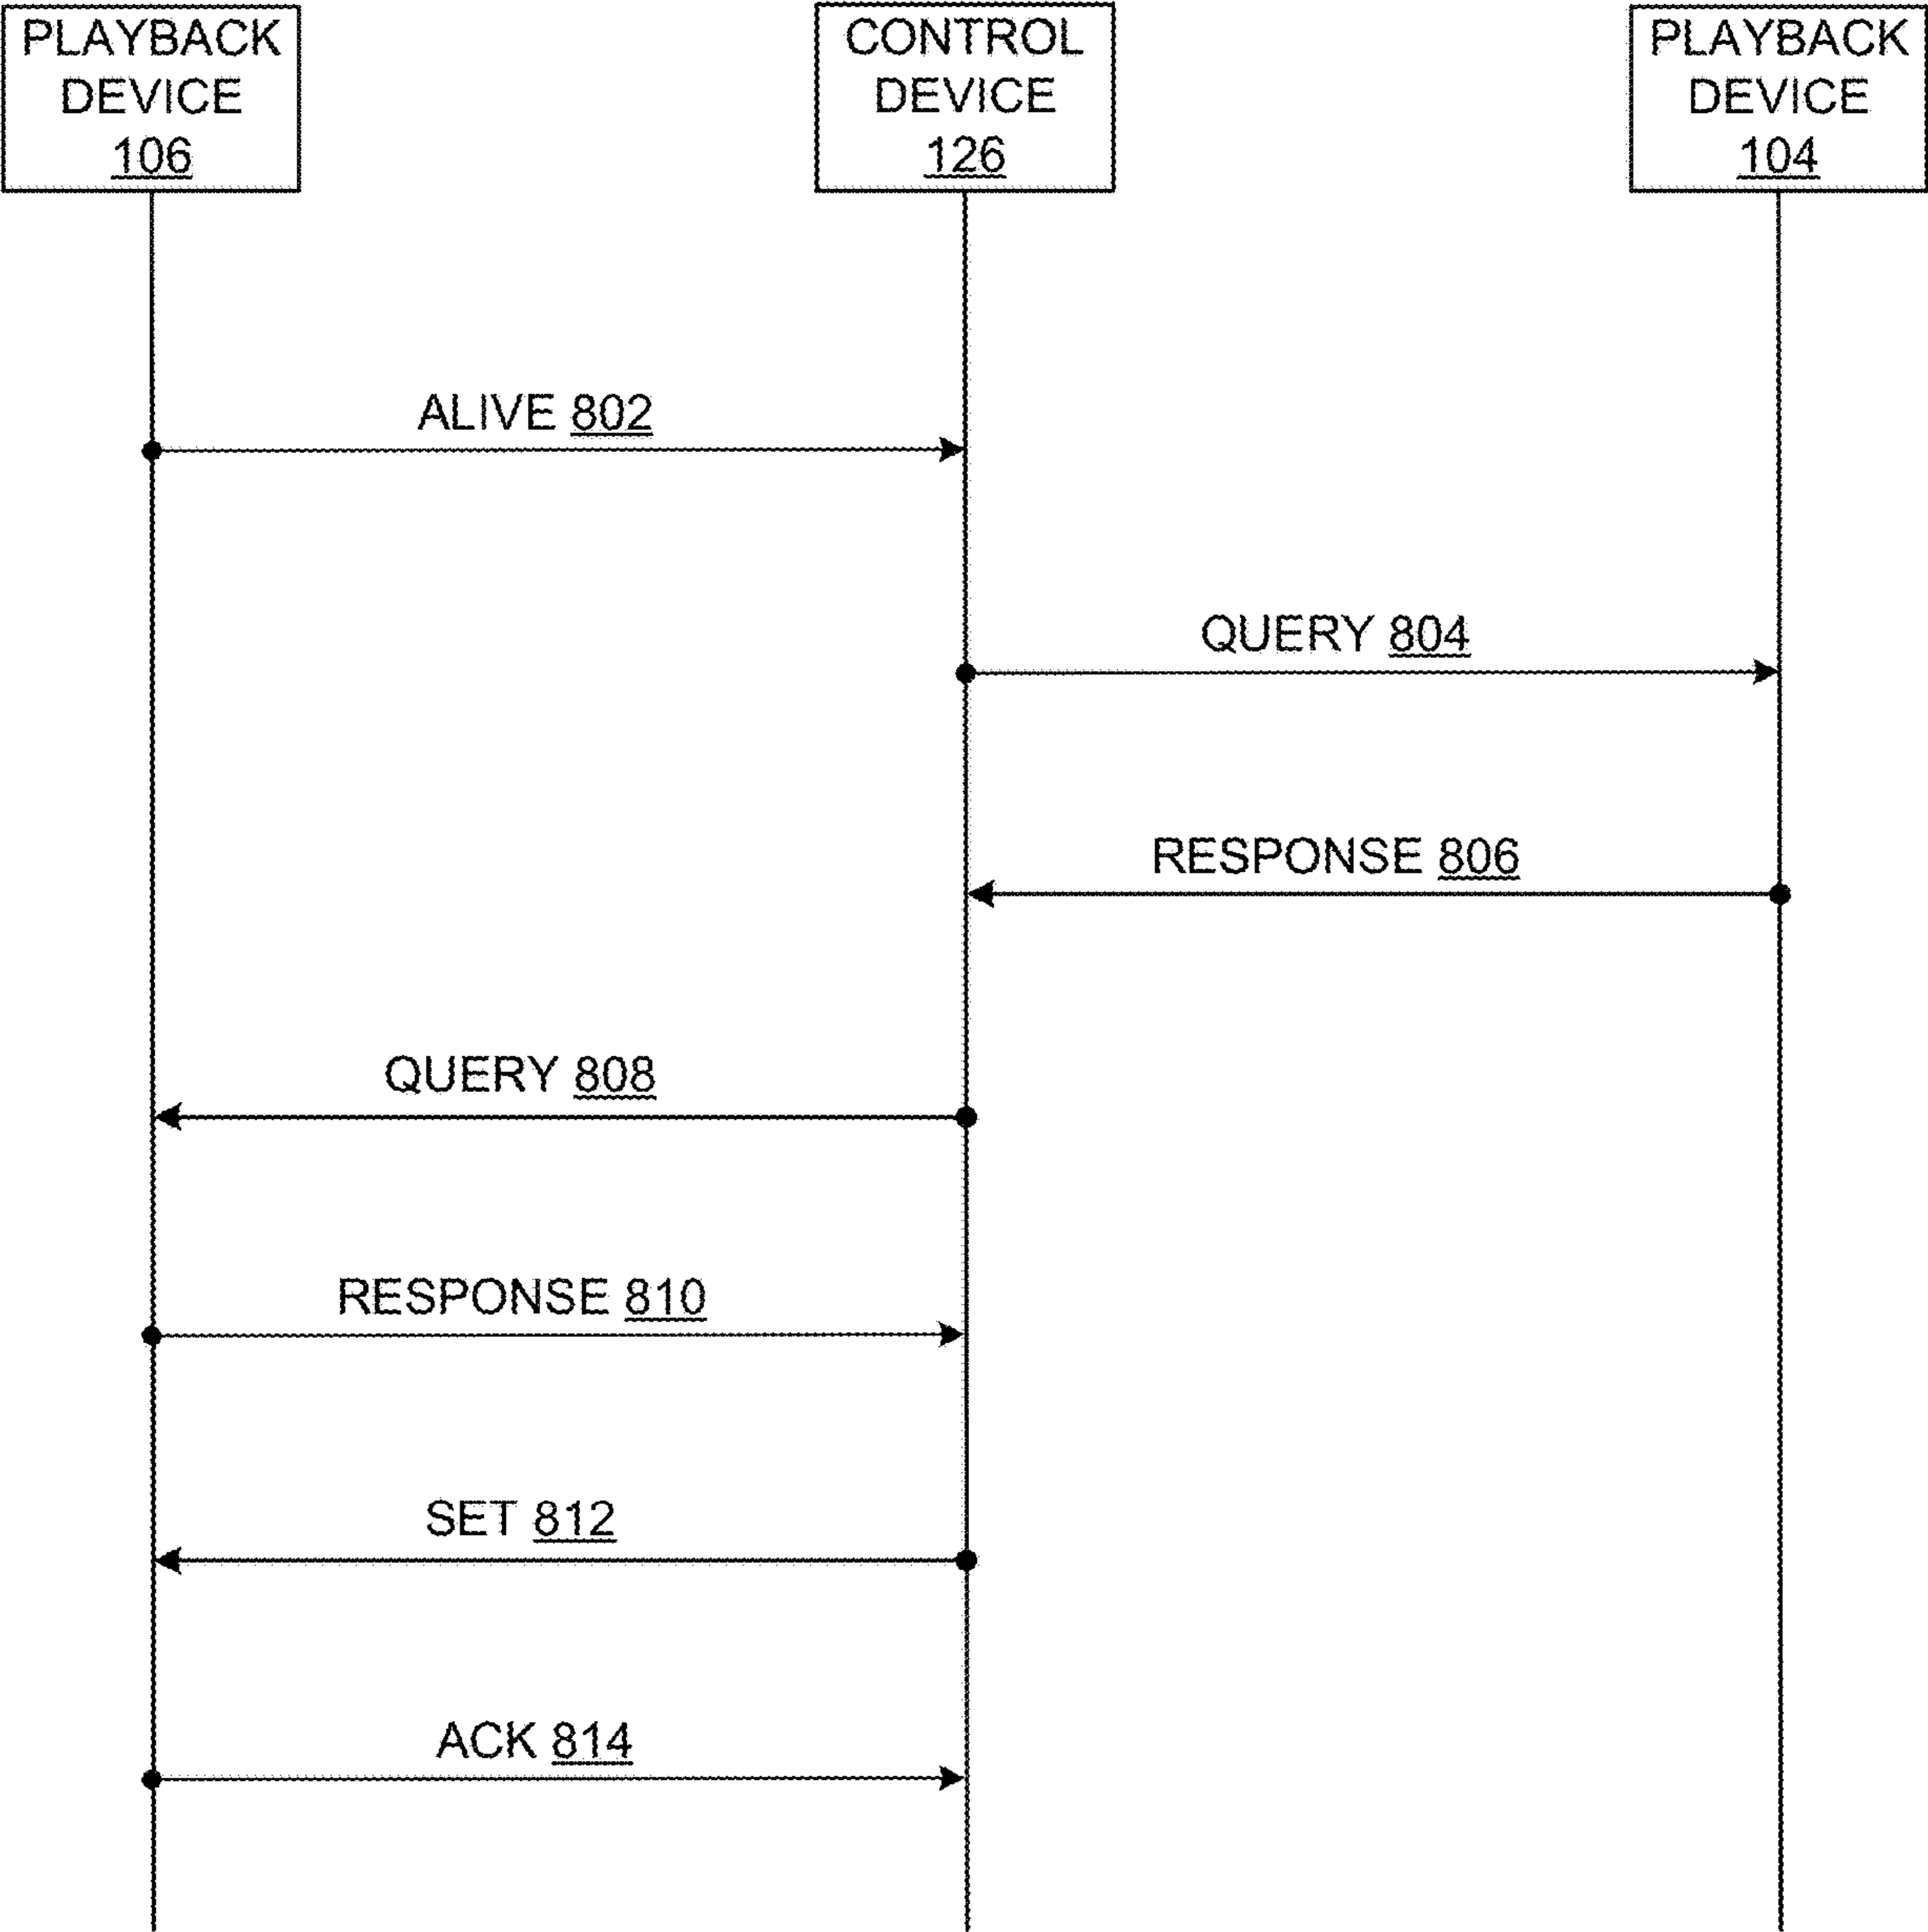 PLAYBACK
DEVICE
106
CONTROL
DEVICE
126
PLAYBACK
DEVICE
104
ALIVE 802
QUERY 804
RESPONSE 806
QUERY 808
RESPONSE 810
SET 812
ACK 814